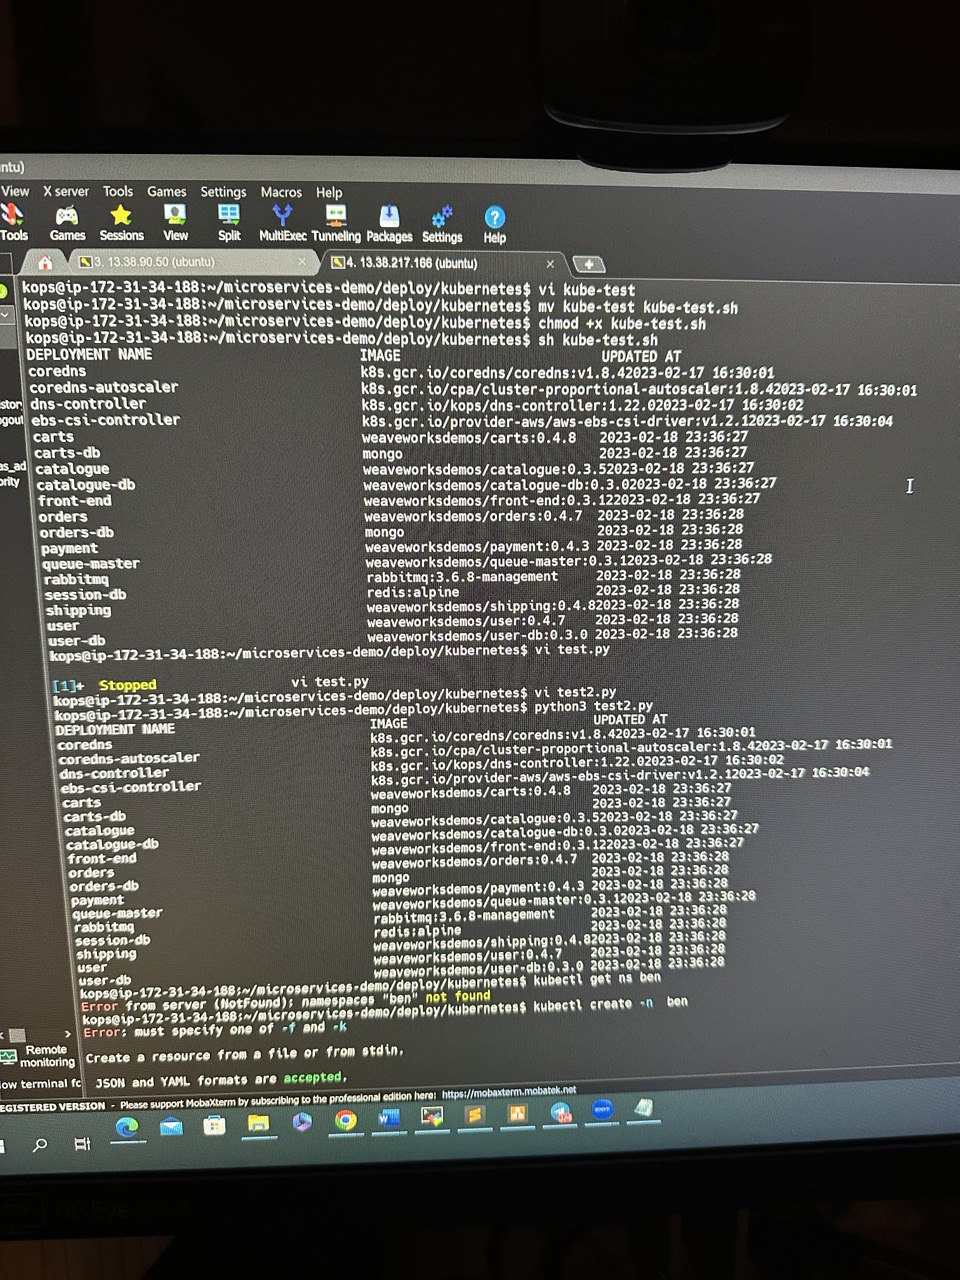 ntu)
View X server Tools Games Settings Macros Help
Tools Games Sessions View Split MultiExec Tunneling Packages Settings Help
3. 13.38.90.50 (ubuntu) 4. 13.38.217.166 (ubuntu)
kops@ip-172-31-34-188:~/microservices-demo/deploy/kubernetes$ vi kube-test
kops@ip-172-31-34-188:~/microservices-demo/deploy/kubernetes$ mv kube-test kube-test.sh
kops@ip-172-31-34-188:~/microservices-demo/deploy/kubernetes$ chmod +x kube-test.sh
kops@ip-172-31-34-188:~/microservices-demo/deploy/kubernetes$ sh kube-test.sh
DEPLOYMENT NAME IMAGE UPDATED AT
coredns k8s.gcr.io/coredns/coredns:v1.8.42023-02-17 16:30:01
coredns-autoscaler k8s.gcr.io/cpa/cluster-proportional-autoscaler:1.8.42023-02-17 16:30:01
dns-controller k8s.gcr.io/kops/dns-controller:1.22.02023-02-17 16:30:02
ebs-csi-controller k8s.gcr.io/provider-aws/aws-ebs-csi-driver:v1.2.12023-02-17 16:30:04
carts weaveworksdemos/carts:0.4.8 2023-02-18 23:36:27
carts-db mongo 2023-02-18 23:36:27
catalogue weaveworksdemos/catalogue:0.3.52023-02-18 23:36:27
catalogue-db weaveworksdemos/catalogue-db:0.3.02023-02-18 23:36:27
front-end weaveworksdemos/front-end:0.3.122023-02-18 23:36:27
orders weaveworksdemos/orders:0.4.7 2023-02-18 23:36:28
orders-db mongo 2023-02-18 23:36:28
payment weaveworksdemos/payment:0.4.3 2023-02-18 23:36:28
queue-master weaveworksdemos/queue-master:0.3.12023-02-18 23:36:28
rabbitmq rabbitmq:3.6.8-management 2023-02-18 23:36:28
session-db redis:alpine 2023-02-18 23:36:28
shipping weaveworksdemos/shipping:0.4.82023-02-18 23:36:28
user weaveworksdemos/user:0.4.7 2023-02-18 23:36:28
user-db weaveworksdemos/user-db:0.3.0 2023-02-18 23:36:28
kops@ip-172-31-34-188:~/microservices-demo/deploy/kubernetes$ vi test.py
[1]+ Stopped vi test.py
kops@ip-172-31-34-188:~/microservices-demo/deploy/kubernetes$ vi test2.py
kops@ip-172-31-34-188:~/microservices-demo/deploy/kubernetes$ python3 test2.py
DEPLOYMENT NAME IMAGE UPDATED AT
coredns k8s.gcr.io/coredns/coredns:v1.8.42023-02-17 16:30:01
coredns-autoscaler k8s.gcr.io/cpa/cluster-proportional-autoscaler:1.8.42023-02-17 16:30:01
dns-controller k8s.gcr.io/kops/dns-controller:1.22.02023-02-17 16:30:02
ebs-csi-controller k8s.gcr.io/provider-aws/aws-ebs-csi-driver:v1.2.12023-02-17 16:30:04
carts weaveworksdemos/carts:0.4.8 2023-02-18 23:36:27
carts-db mongo 2023-02-18 23:36:27
catalogue weaveworksdemos/catalogue:0.3.52023-02-18 23:36:27
catalogue-db weaveworksdemos/catalogue-db:0.3.02023-02-18 23:36:27
front-end weaveworksdemos/front-end:0.3.122023-02-18 23:36:27
orders weaveworksdemos/orders:0.4.7 2023-02-18 23:36:28
orders-db mongo 2023-02-18 23:36:28
payment weaveworksdemos/payment:0.4.3 2023-02-18 23:36:28
queue-master weaveworksdemos/queue-master:0.3.12023-02-18 23:36:28
rabbitmq rabbitmq:3.6.8-management 2023-02-18 23:36:28
session-db redis:alpine 2023-02-18 23:36:28
shipping weaveworksdemos/shipping:0.4.82023-02-18 23:36:28
user weaveworksdemos/user:0.4.7 2023-02-18 23:36:28
user-db weaveworksdemos/user-db:0.3.0 2023-02-18 23:36:28
kops@ip-172-31-34-188:~/microservices-demo/deploy/kubernetes$ kubectl get ns ben
Error from server (NotFound): namespaces "ben" not found
kops@ip-172-31-34-188:~/microservices-demo/deploy/kubernetes$ kubectl create -n ben
Error: must specify one of -f and -k
Create a resource from a file or from stdin.
JSON and YAML formats are accepted.
Remote
monitoring
ow terminal fo
EGISTERED VERSION - Please support MobaXterm by subscribing to the professional edition here: https://mobaxterm.mobatek.net